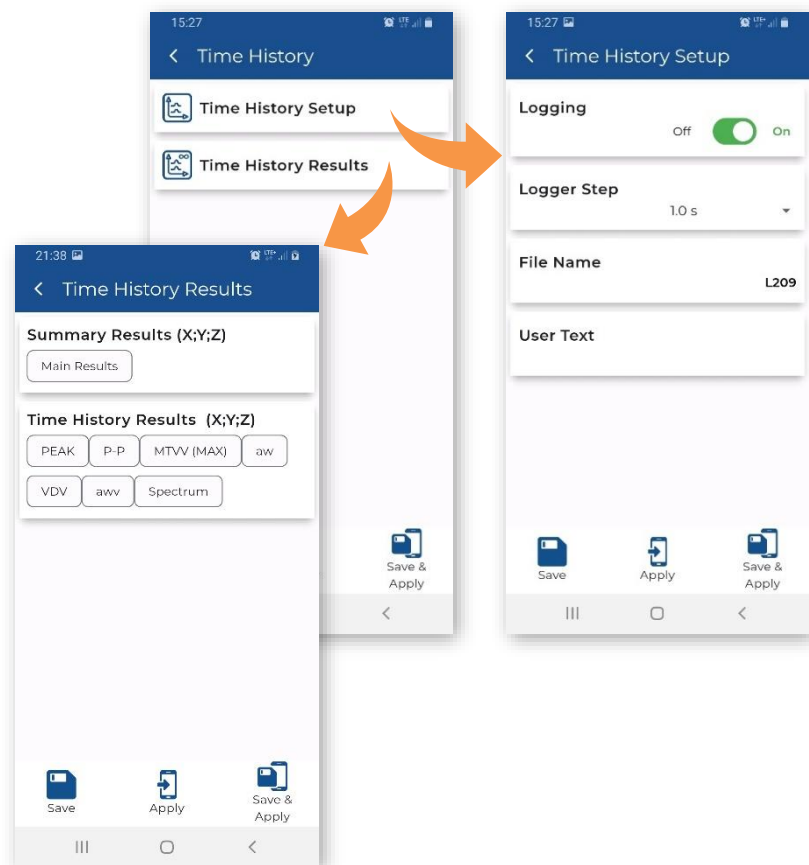 15:27
Time History
Time History Setup
Time History Results
Save &
Apply
15:27
LTE+
Time History Setup
Logging
Off On
Logger Step
1.0 s
File Name
L209
User Text
Save Apply Save &
Apply
21:38
LTE+
Time History Results
Summary Results (X;Y;Z)
Main Results
Time History Results (X;Y;Z)
PEAK P-P MTVV (MAX) aw
VDV awv Spectrum
Save Apply Save &
Apply